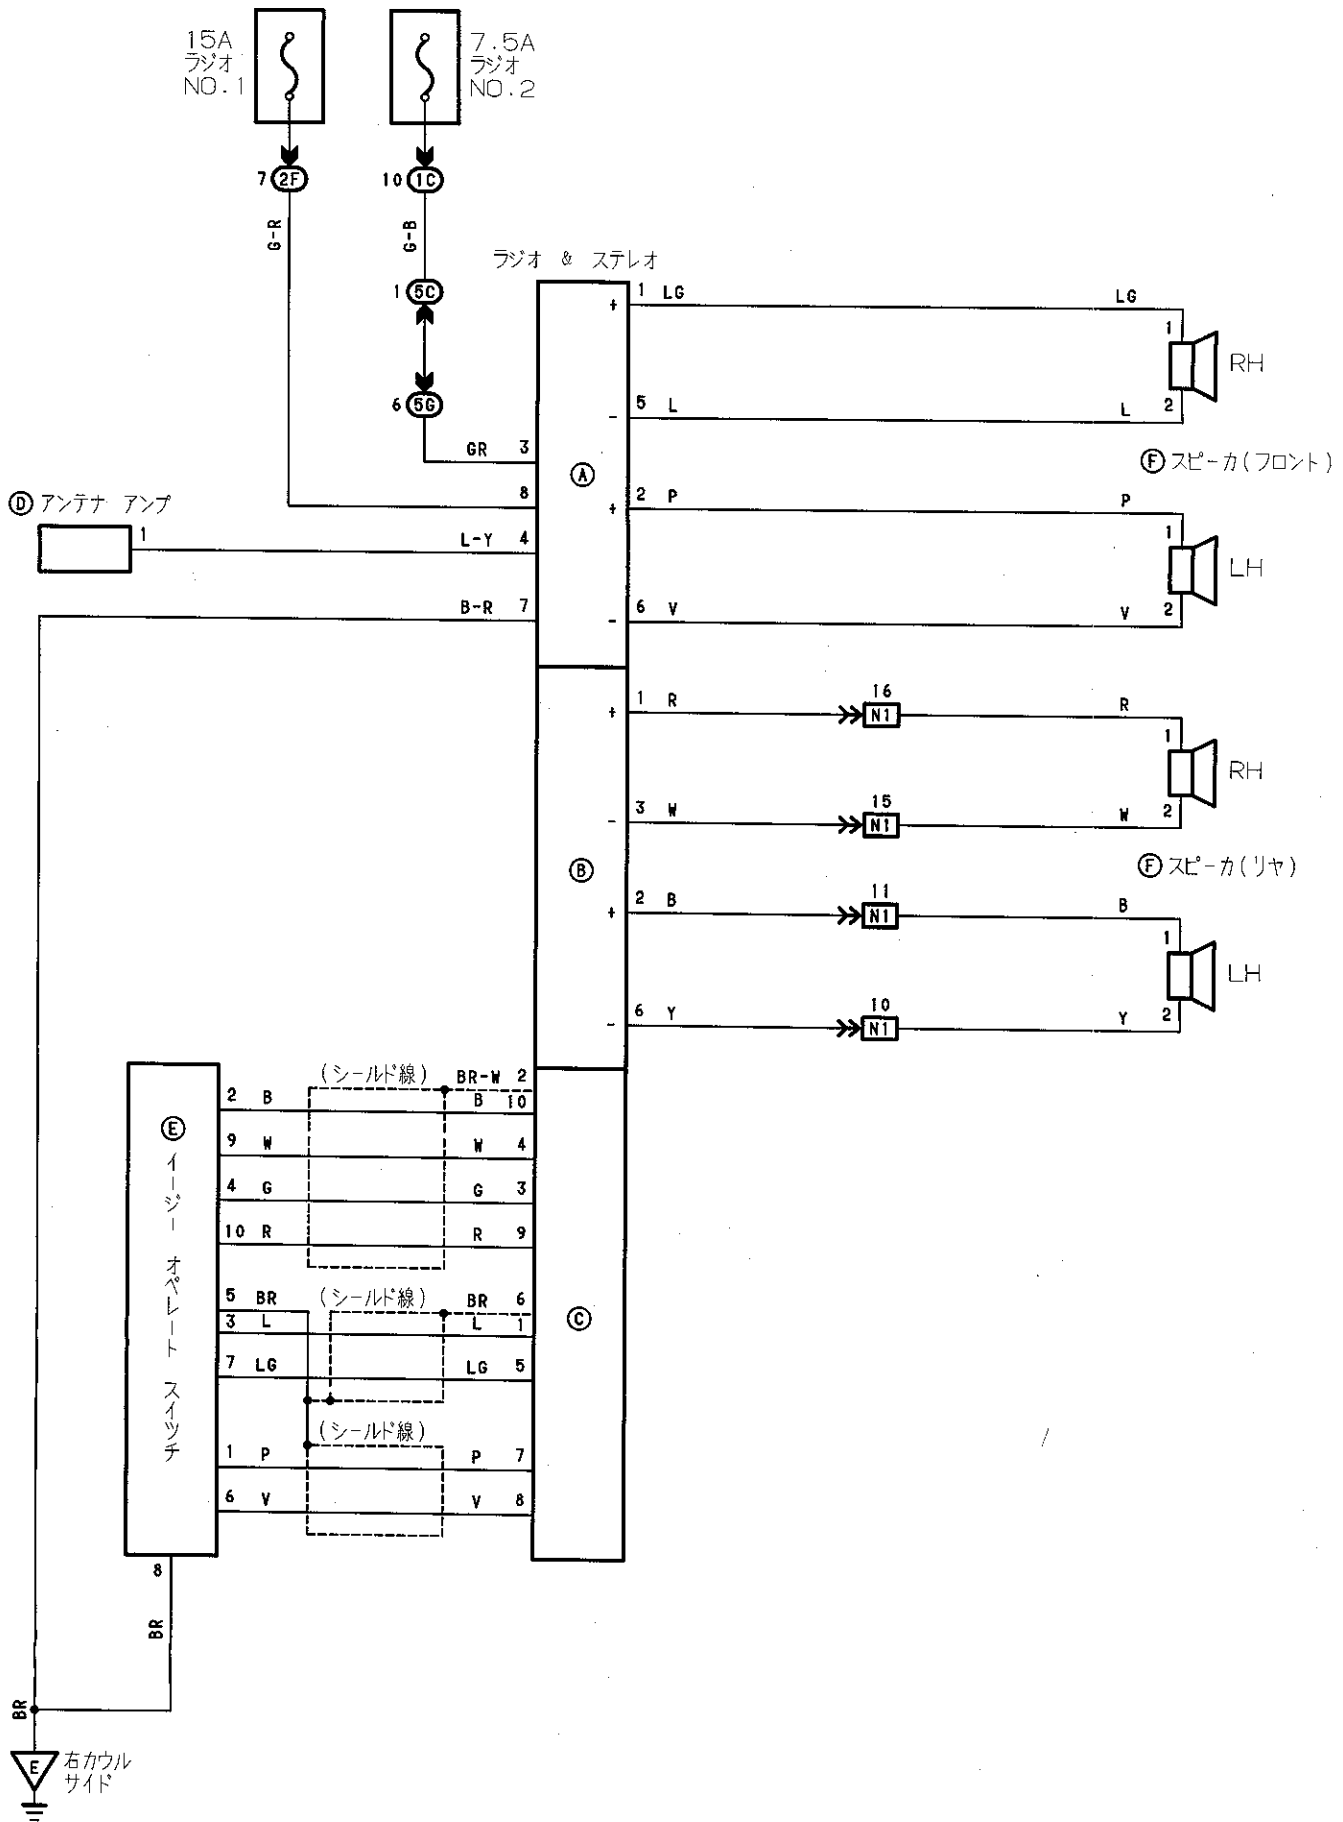 15A
ラジオ
NO.1
7.5A
ラジオ
NO.2
7 2F
10 1C
G-R
G-B
1 5C
6 5G
ラジオ & ステレオ
GR 3
8
D アンテナ アンプ
1
L-Y 4
B-R 7
A
+ 1 LG
LG
1
RH
- 5 L
L
2
F スピーカ(フロント)
+ 2 P
P
1
LH
- 6 V
V
2
B
+ 1 R
16
N1
R
1
RH
- 3 W
15
N1
W
2
F スピーカ(リヤ)
+ 2 B
11
N1
B
1
LH
- 6 Y
10
N1
Y
2
E イージー オペレート スイッチ
(シールド線)
BR-W 2
2 B
B 10
9 W
W 4
4 G
G 3
10 R
R 9
C
(シールド線)
5 BR
BR 6
3 L
L 1
7 LG
LG 5
(シールド線)
1 P
P 7
6 V
V 8
8
BR
BR
E
右カウル
サイド